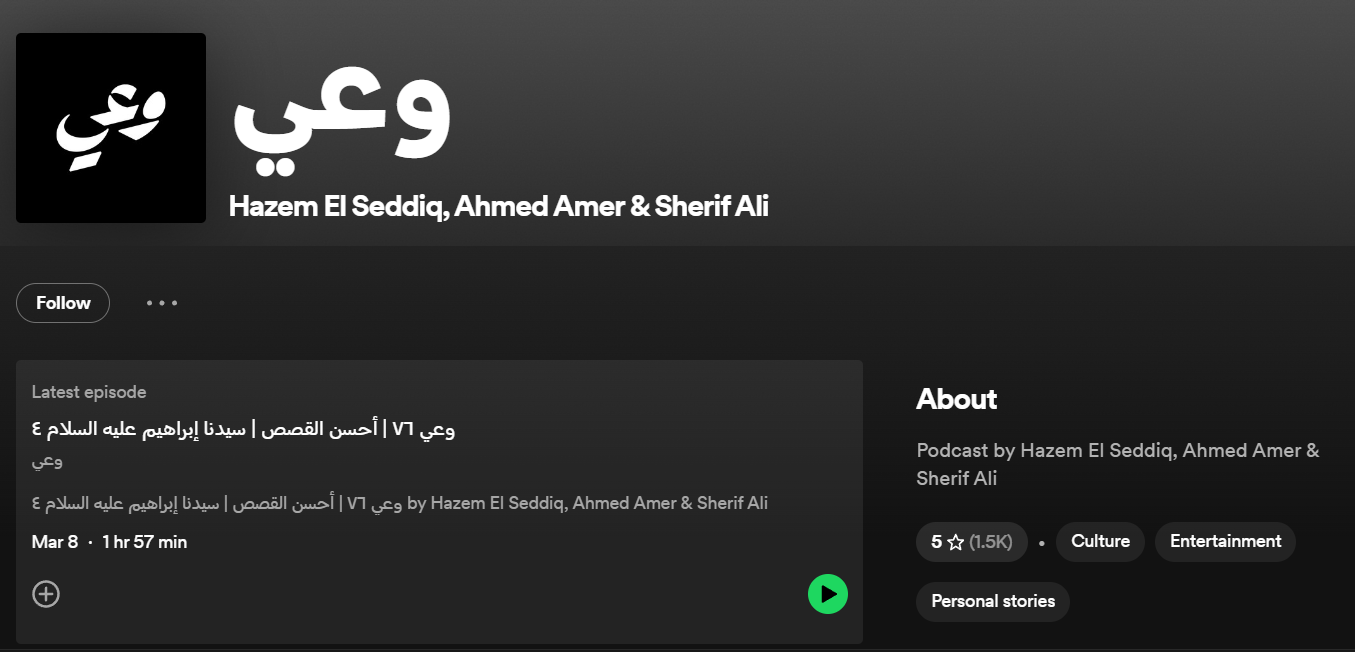 وعي
وعي
Hazem El Seddiq, Ahmed Amer & Sherif Ali
Follow
Latest episode
وعي ٧٦ | أحسن القصص | سيدنا إبراهيم عليه السلام ٤
وعي
وعي ٧٦ | أحسن القصص | سيدنا إبراهيم عليه السلام ٤ by Hazem El Seddiq, Ahmed Amer & Sherif Ali
Mar 8 · 1 hr 57 min
About
Podcast by Hazem El Seddiq, Ahmed Amer &
Sherif Ali
5 ☆ (1.5K) • Culture Entertainment
Personal stories